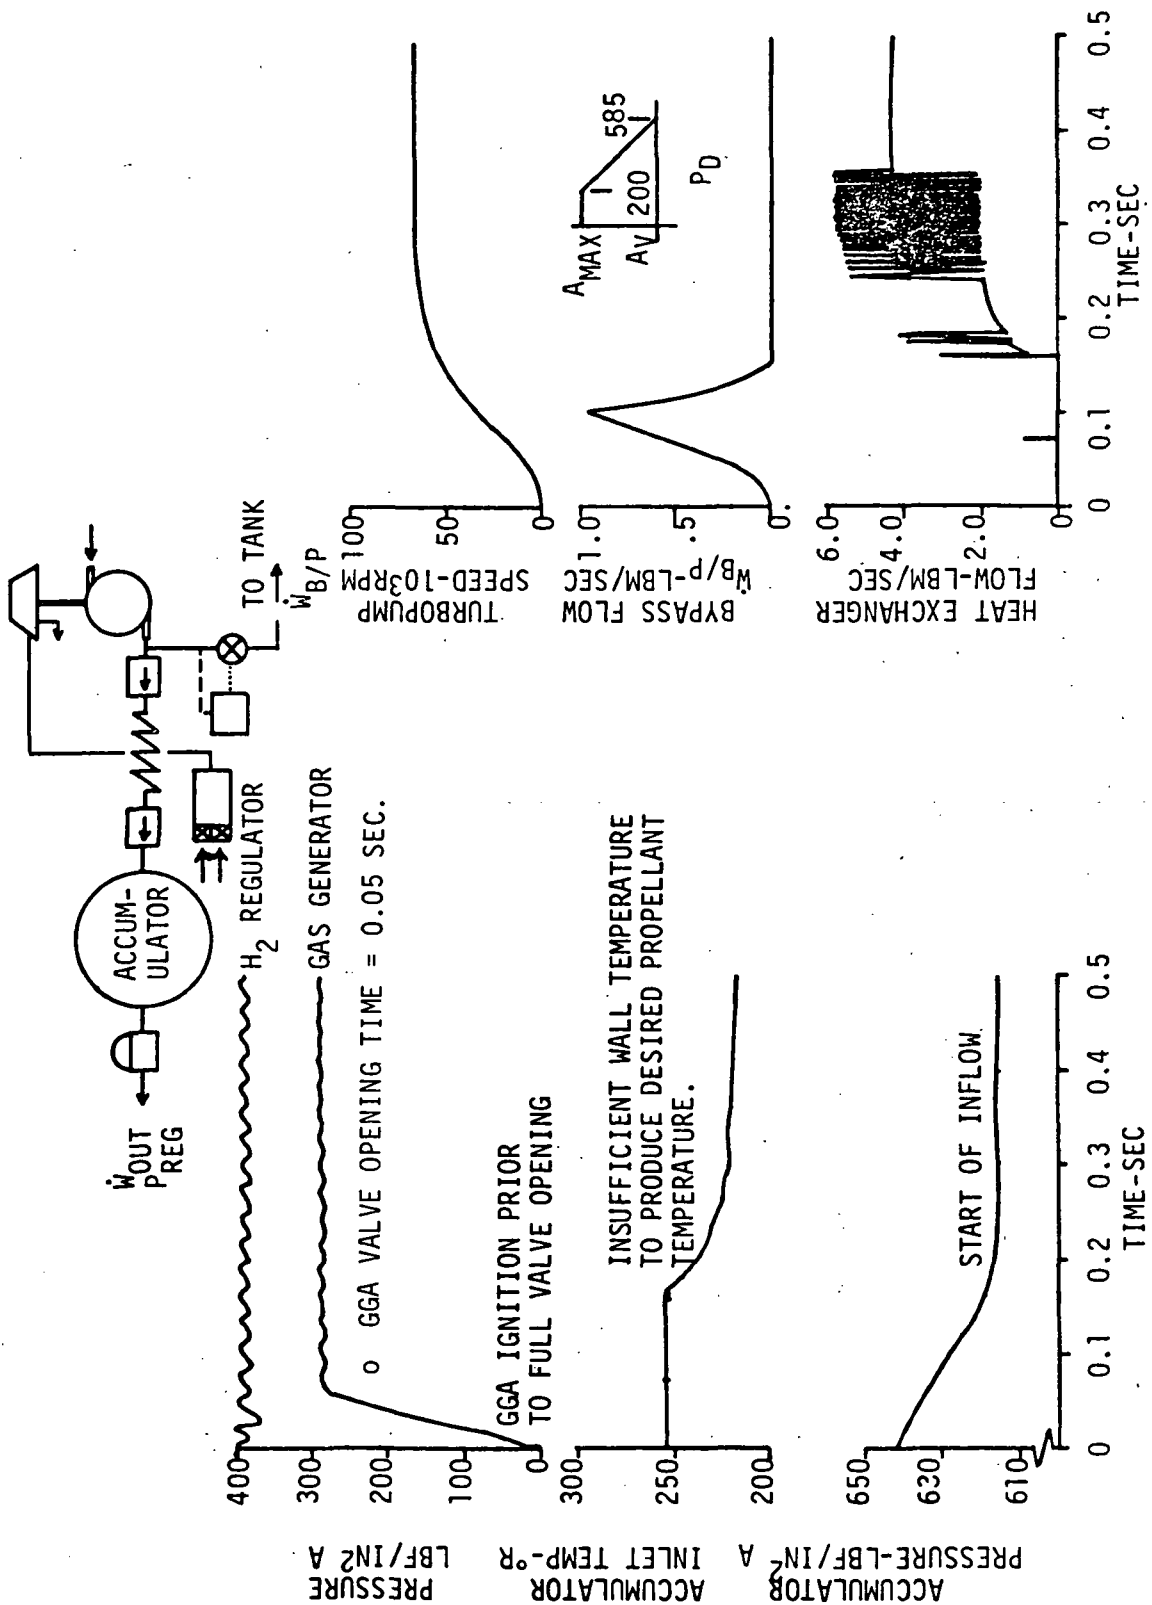 ACCUM-
ULATOR
ẆOUT
PREG
TO TANK
ẆB/P
H2 REGULATOR
GAS GENERATOR
o GGA VALVE OPENING TIME = 0.05 SEC.
GGA IGNITION PRIOR
TO FULL VALVE OPENING
PRESSURE
LBF/IN2 A
400
300
200
100
0
INSUFFICIENT WALL TEMPERATURE
TO PRODUCE DESIRED PROPELLANT
TEMPERATURE.
ACCUMULATOR
INLET TEMP-°R
300
250
200
START OF INFLOW
ACCUMULATOR
PRESSURE-LBF/IN2 A
650
630
610
0 0.1 0.2 0.3 0.4 0.5
TIME-SEC
TURBOPUMP
SPEED-103RPM
100
50
0
BYPASS FLOW
ẆB/P-LBM/SEC
1.0
.5
0.
AMAX
AV
200
585
PD
HEAT EXCHANGER
FLOW-LBM/SEC
6.0
4.0
2.0
0
0 0.1 0.2 0.3 0.4 0.5
TIME-SEC